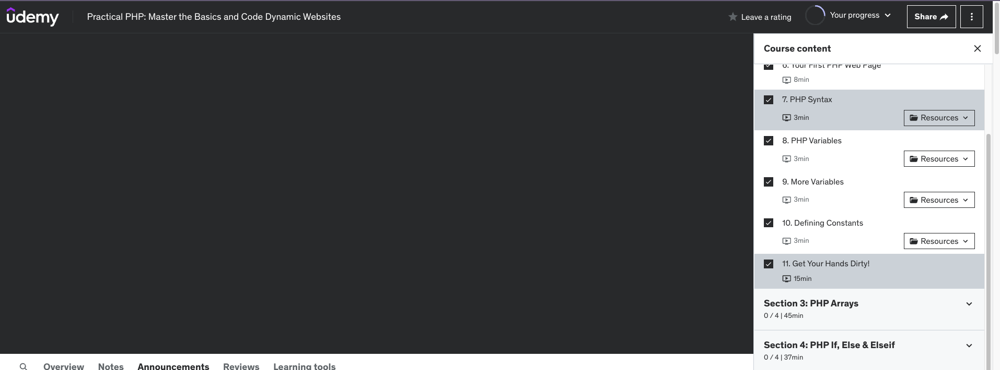 udemy
Practical PHP: Master the Basics and Code Dynamic Websites
Leave a rating
Your progress
Share
Course content
6. Your First PHP Web Page
8min
7. PHP Syntax
3min
Resources
8. PHP Variables
3min
Resources
9. More Variables
3min
Resources
10. Defining Constants
3min
Resources
11. Get Your Hands Dirty!
15min
Section 3: PHP Arrays
0 / 4 | 45min
Section 4: PHP If, Else & Elseif
0 / 4 | 37min
Overview Notes Announcements Reviews Learning tools